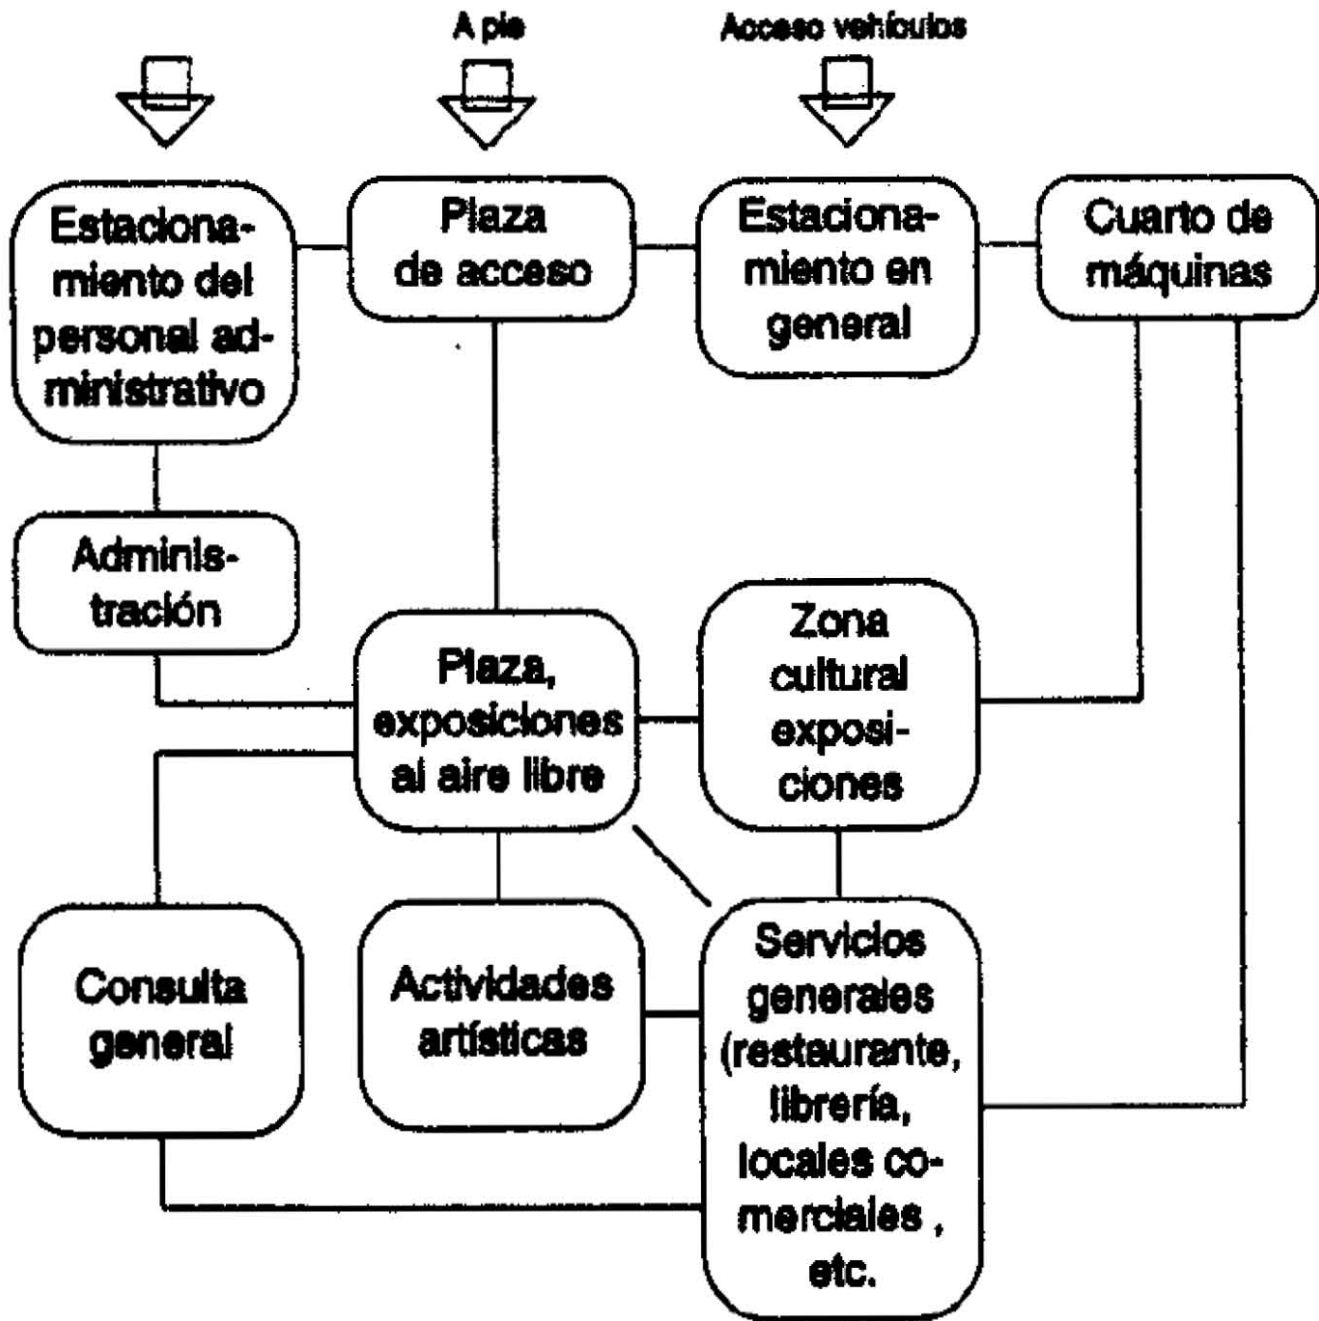 A pie
Acceso vehículos
Estaciona-
miento del
personal ad-
ministrativo
Plaza
de acceso
Estaciona-
miento en
general
Cuarto de
máquinas
Adminis-
tración
Plaza,
exposiciones
al aire libre
Zona
cultural
exposi-
ciones
Consulta
general
Actividades
artísticas
Servicios
generales
(restaurante,
librería,
locales co-
merciales ,
etc.